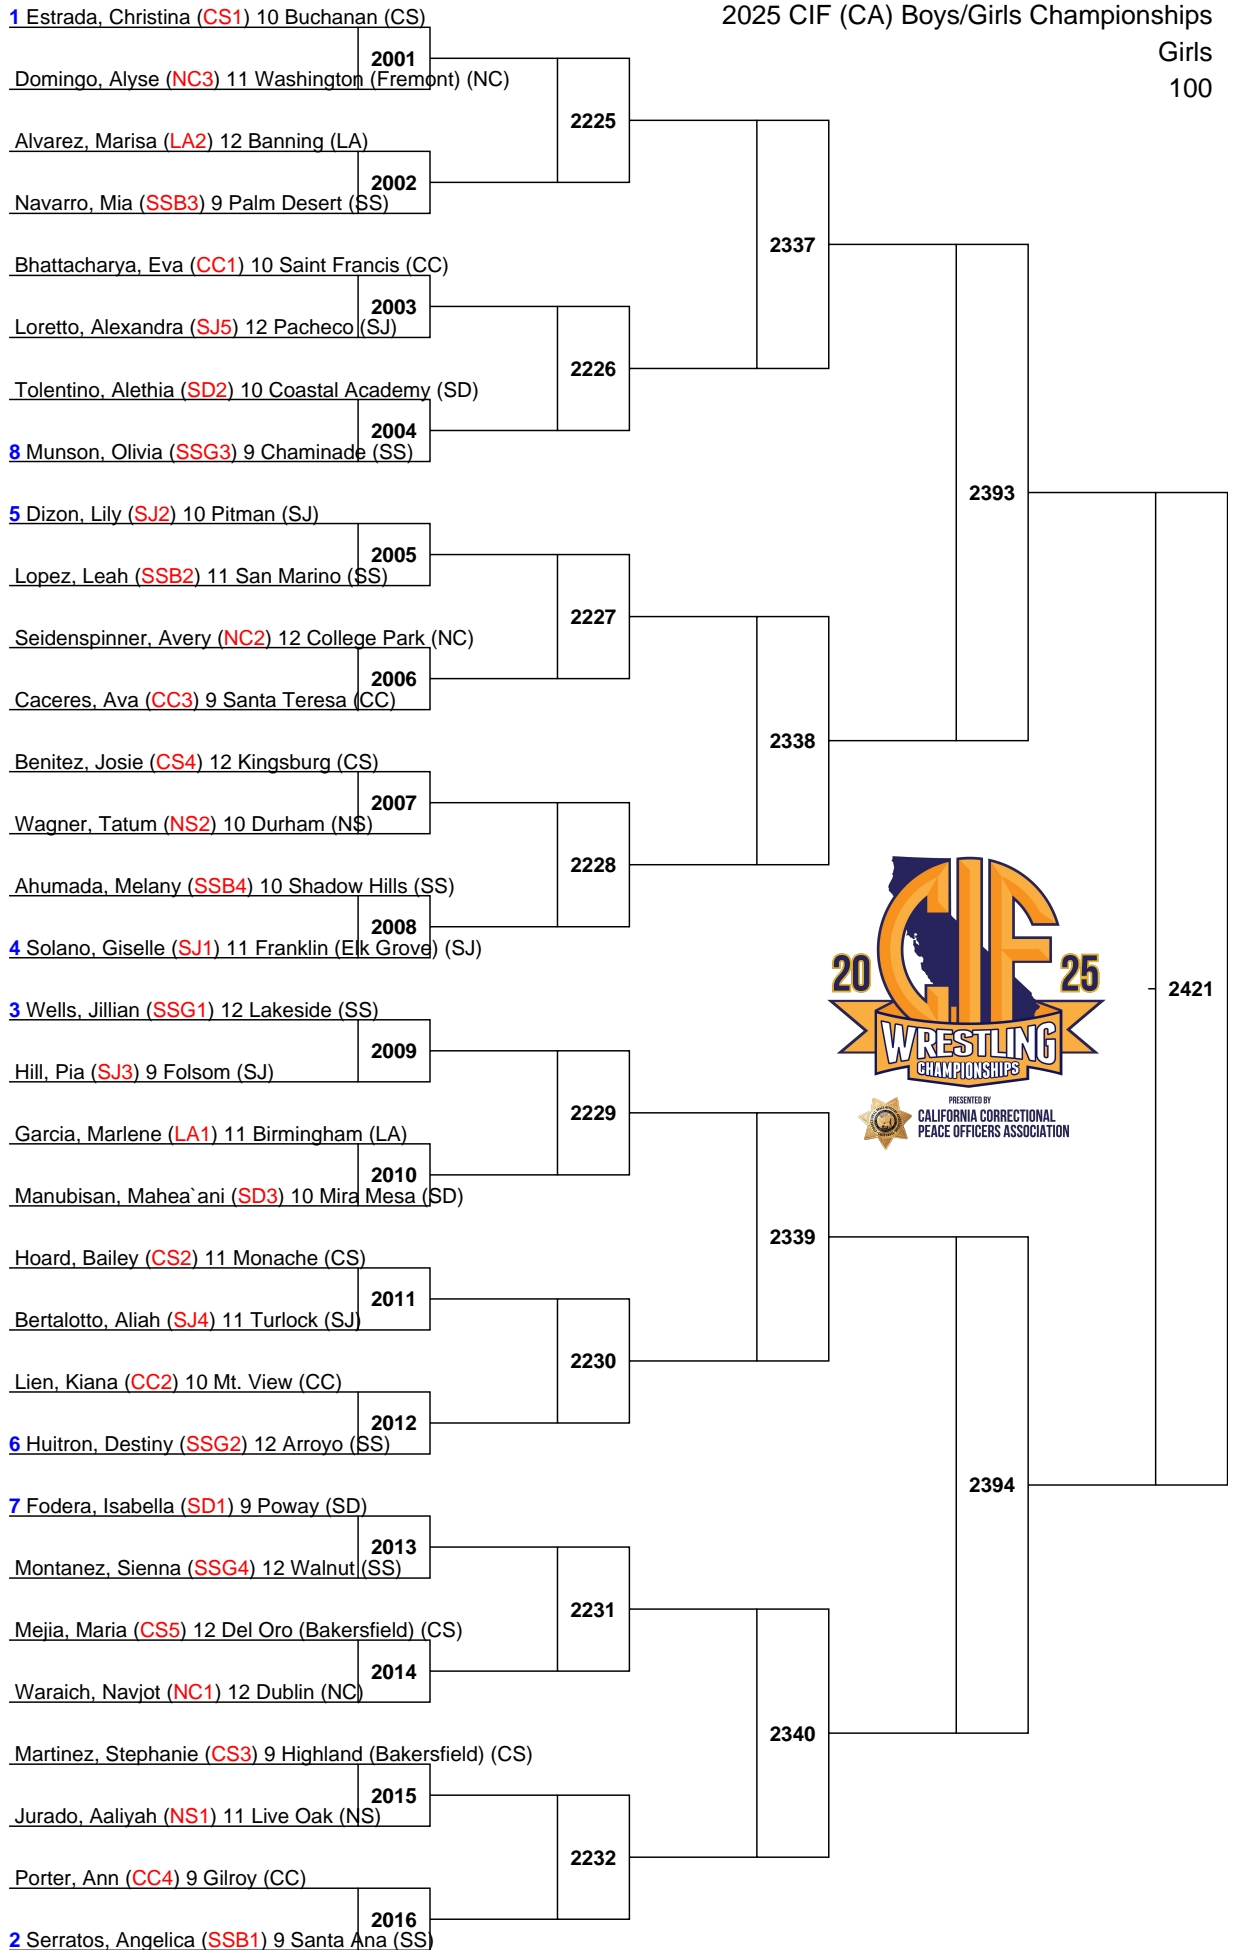 2025 CIF (CA) Boys/Girls Championships
Girls
100
1 Estrada, Christina (CS1) 10 Buchanan (CS)
2001
Domingo, Alyse (NC3) 11 Washington (Fremont) (NC)
2225
Alvarez, Marisa (LA2) 12 Banning (LA)
2002
Navarro, Mia (SSB3) 9 Palm Desert (SS)
2337
Bhattacharya, Eva (CC1) 10 Saint Francis (CC)
2003
Loretto, Alexandra (SJ5) 12 Pacheco (SJ)
2226
Tolentino, Alethia (SD2) 10 Coastal Academy (SD)
2004
8 Munson, Olivia (SSG3) 9 Chaminade (SS)
2393
5 Dizon, Lily (SJ2) 10 Pitman (SJ)
2005
Lopez, Leah (SSB2) 11 San Marino (SS)
2227
Seidenspinner, Avery (NC2) 12 College Park (NC)
2006
Caceres, Ava (CC3) 9 Santa Teresa (CC)
2338
Benitez, Josie (CS4) 12 Kingsburg (CS)
2007
Wagner, Tatum (NS2) 10 Durham (NS)
2228
Ahumada, Melany (SSB4) 10 Shadow Hills (SS)
2008
4 Solano, Giselle (SJ1) 11 Franklin (Elk Grove) (SJ)
CIF
20 25
WRESTLING
CHAMPIONSHIPS
PRESENTED BY
CALIFORNIA CORRECTIONAL
PEACE OFFICERS ASSOCIATION
2421
3 Wells, Jillian (SSG1) 12 Lakeside (SS)
2009
Hill, Pia (SJ3) 9 Folsom (SJ)
2229
Garcia, Marlene (LA1) 11 Birmingham (LA)
2010
Manubisan, Mahea`ani (SD3) 10 Mira Mesa (SD)
2339
Hoard, Bailey (CS2) 11 Monache (CS)
2011
Bertalotto, Aliah (SJ4) 11 Turlock (SJ)
2230
Lien, Kiana (CC2) 10 Mt. View (CC)
2012
6 Huitron, Destiny (SSG2) 12 Arroyo (SS)
2394
7 Fodera, Isabella (SD1) 9 Poway (SD)
2013
Montanez, Sienna (SSG4) 12 Walnut (SS)
2231
Mejia, Maria (CS5) 12 Del Oro (Bakersfield) (CS)
2014
Waraich, Navjot (NC1) 12 Dublin (NC)
2340
Martinez, Stephanie (CS3) 9 Highland (Bakersfield) (CS)
2015
Jurado, Aaliyah (NS1) 11 Live Oak (NS)
2232
Porter, Ann (CC4) 9 Gilroy (CC)
2016
2 Serratos, Angelica (SSB1) 9 Santa Ana (SS)